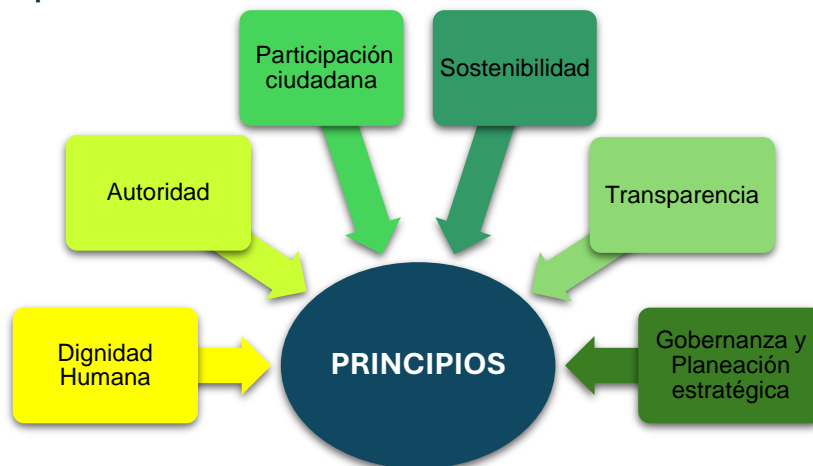 Participación
ciudadana
Sostenibilidad
Autoridad
Transparencia
Dignidad
Humana
PRINCIPIOS
Gobernanza y
Planeación
estratégica